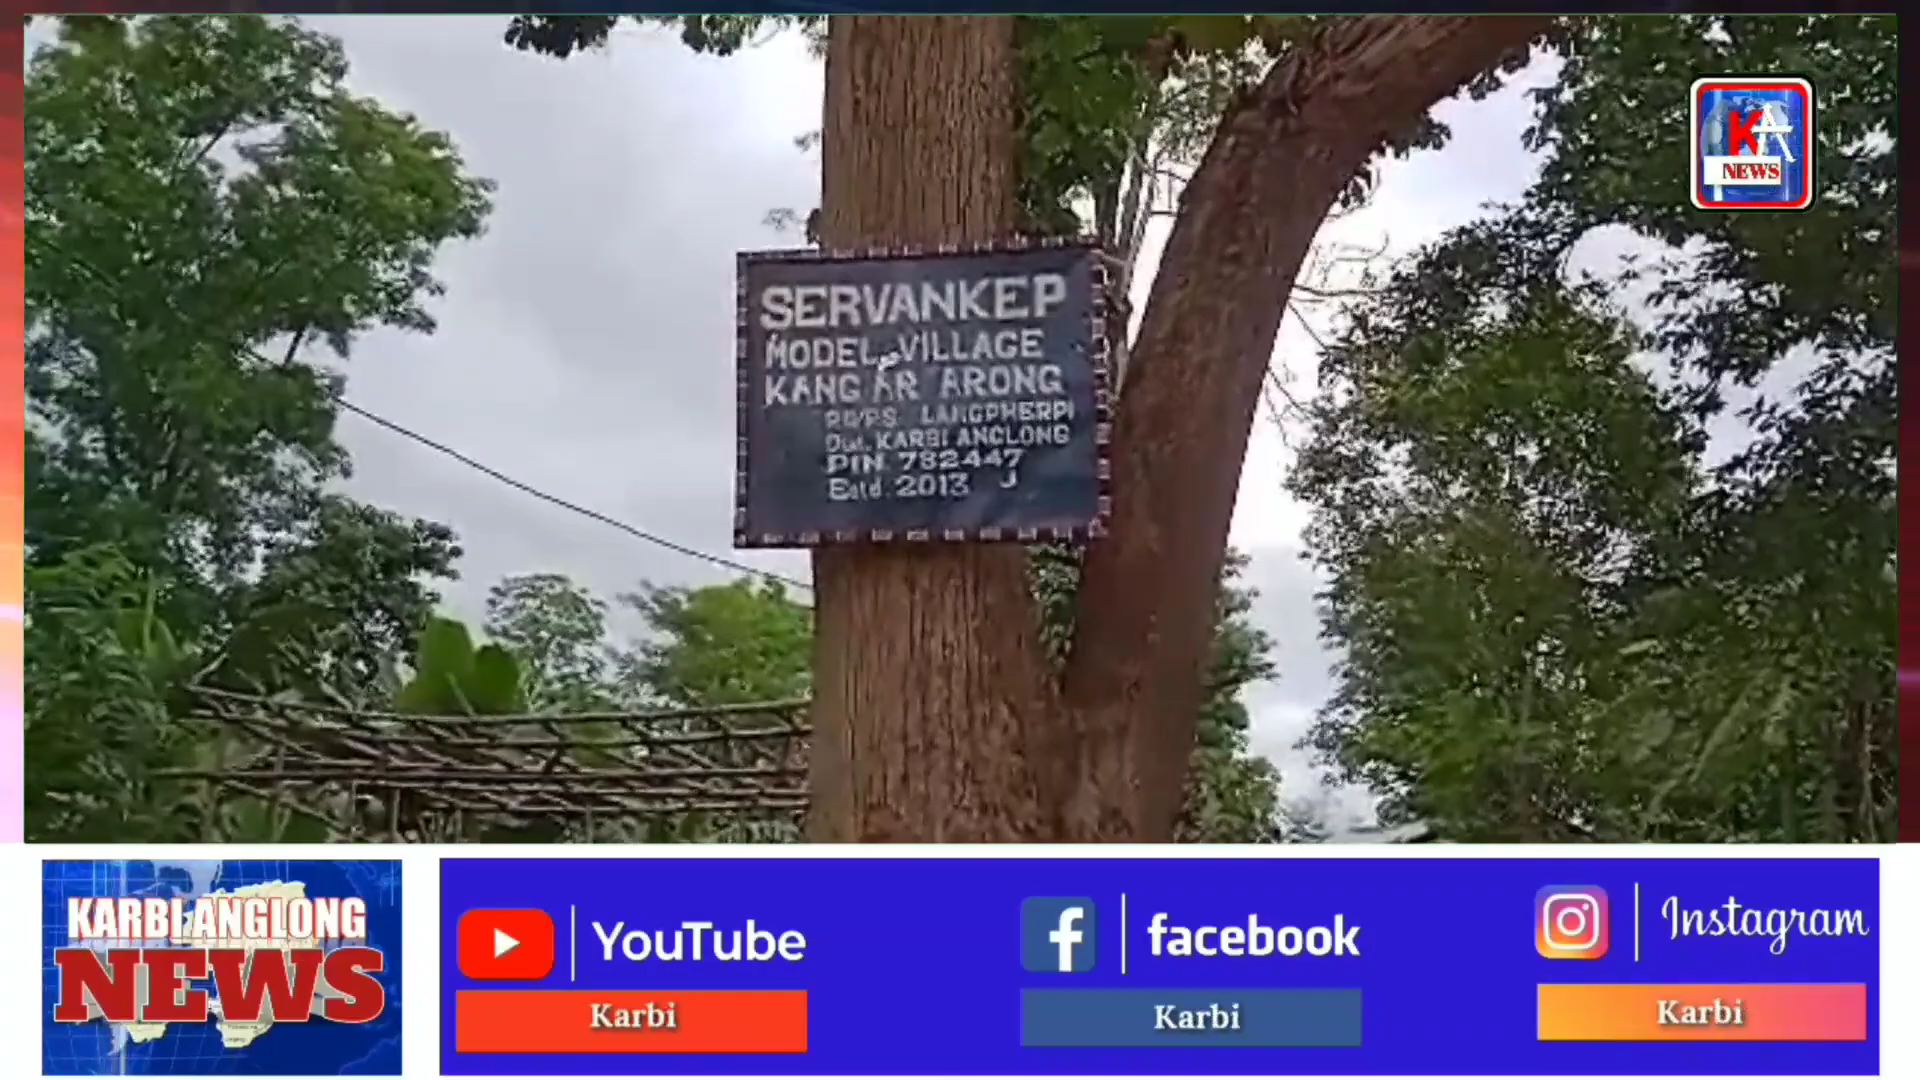 KA
NEWS
SERVANKEP
MODEL VILLAGE
KANG AR ARONG
PO/PS. LANGPHERPI
Dist. KARBI ANGLONG
PIN 782447
Estd. 2013
KARBI ANGLONG
NEWS
YouTube
Karbi
facebook
Karbi
Instagram
Karbi